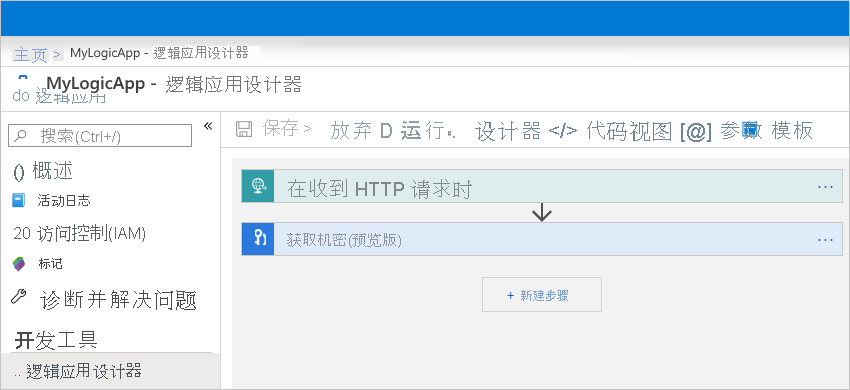 主页 > MyLogicApp - 逻辑应用设计器
MyLogicApp - 逻辑应用设计器
do 逻辑应用
搜索(Ctrl+/)
«
保存 > 放弃 D 运行. 设计器 </> 代码视图 [@] 参数 模板
() 概述
活动日志
20 访问控制(IAM)
标记
诊断并解决问题
开发工具
.. 逻辑应用设计器
在收到 HTTP 请求时 ...
获取机密(预览版) ...
+ 新建步骤